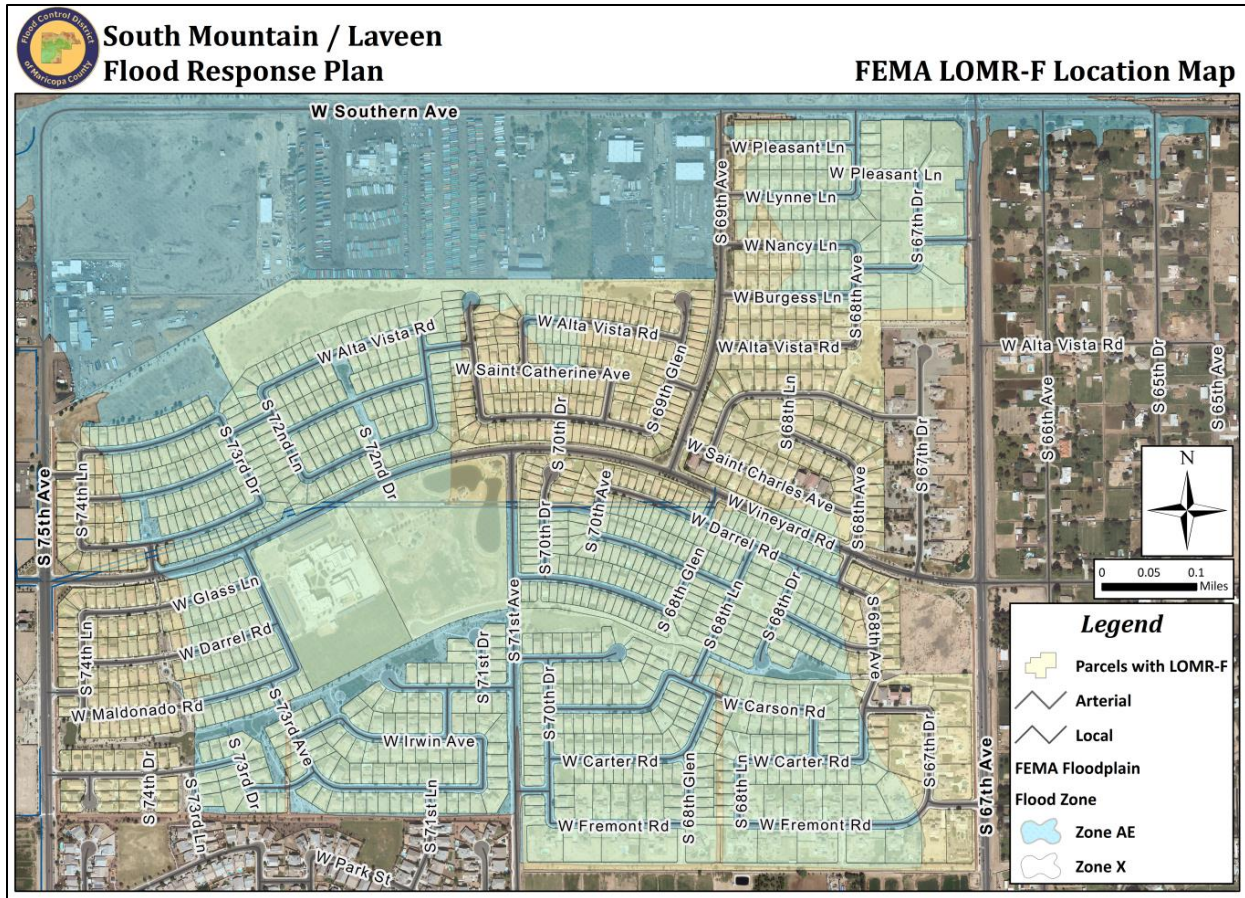 Flood Control District
of Maricopa County
South Mountain / Laveen
Flood Response Plan
FEMA LOMR-F Location Map
W Southern Ave
W Pleasant Ln
W Pleasant Ln
S 69th Ave
W Lynne Ln
S 67th Dr
W Nancy Ln
S 68th Ave
W Burgess Ln
W Alta Vista Rd
W Alta Vista Rd
W Alta Vista Rd
W Alta Vista Rd
S 65th Dr
S 65th Ave
S 66th Ave
W Saint Catherine Ave
S 69th Glen
S 68th Ln
S 67th Dr
S 72nd Ln
S 73rd Dr
S 72nd Dr
S 70th Dr
W Saint Charles Ave
S 68th Ave
S 75th Ave
S 74th Ln
S 70th Dr
S 70th Ave
W Vineyard Rd
W Darrel Rd
N
0 0.05 0.1
Miles
W Glass Ln
S 71st Ave
S 68th Glen
S 68th Ln
S 68th Dr
S 68th Ave
W Darrel Rd
S 74th Ln
S 71st Dr
W Maldonado Rd
S 73rd Ave
S 70th Dr
W Carson Rd
W Irwin Ave
S 73rd Dr
W Carter Rd
W Carter Rd
S 67th Dr
S 67th Ave
S 74th Dr
S 73rd Ln
S 71st Ln
S 68th Glen
S 68th Ln
W Fremont Rd
W Fremont Rd
W Park St
Legend
Parcels with LOMR-F
Arterial
Local
FEMA Floodplain
Flood Zone
Zone AE
Zone X